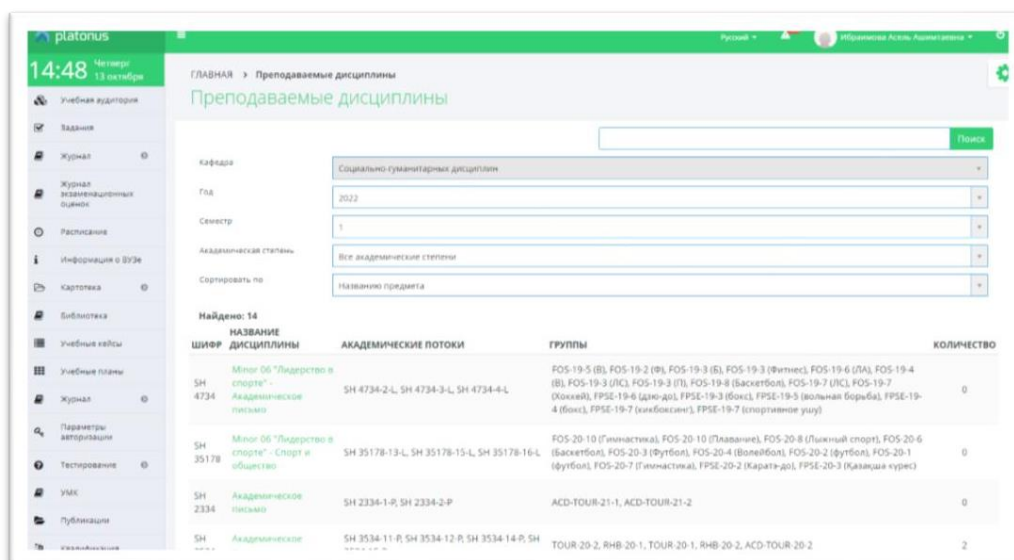 platonus
Русский
Ибраимова Асель Ашметаевна
14:48 Четверг
13 октября
ГЛАВНАЯ > Преподаваемые дисциплины
Преподаваемые дисциплины
Учебная аудитория
Задания
Журнал
Журнал
экзаменационных
оценок
Расписание
Информация о ВУЗе
Картотека
Библиотека
Учебные кейсы
Учебные планы
Журнал
Параметры
авторизации
Тестирование
УМК
Публикации
Поиск
Кафедра
Социально-гуманитарных дисциплин
Год
2022
Семестр
1
Академическая степень
Все академические степени
Сортировать по
Названию предмета
Найдено: 14
ШИФР НАЗВАНИЕ ДИСЦИПЛИНЫ АКАДЕМИЧЕСКИЕ ПОТОКИ ГРУППЫ КОЛИЧЕСТВО
SH 4734
Minor 06 "Лидерство в
спорте" -
Академическое
письмо
SH 4734-2-L, SH 4734-3-L, SH 4734-4-L
FOS-19-5 (В), FOS-19-2 (Ф), FOS-19-3 (Б), FOS-19-3 (Фитнес), FOS-19-6 (ЛА), FOS-19-4
(В), FOS-19-3 (ЛС), FOS-19-3 (П), FOS-19-8 (Баскетбол), FOS-19-7 (ЛС), FOS-19-7
(Хоккей), FPSE-19-6 (дзю-до), FPSE-19-3 (бокс), FPSE-19-5 (вольная борьба), FPSE-19-
4 (бокс), FPSE-19-7 (кикбоксинг), FPSE-19-7 (спортивное ушу)
0
SH 35178
Minor 06 "Лидерство в
спорте" - Спорт и
общество
SH 35178-13-L, SH 35178-15-L, SH 35178-16-L
FOS-20-10 (Гимнастика), FOS-20-10 (Плавание), FOS-20-8 (Лыжный спорт), FOS-20-6
(Баскетбол), FOS-20-3 (Футбол), FOS-20-4 (Волейбол), FOS-20-2 (футбол), FOS-20-1
(футбол), FOS-20-7 (Гимнастика), FPSE-20-2 (Каратэ-до), FPSE-20-3 (Қазақша күрес)
0
SH 2334
Академическое
письмо
SH 2334-1-P, SH 2334-2-P
ACD-TOUR-21-1, ACD-TOUR-21-2
0
SH
Академическое
SH 3534-11-P, SH 3534-12-P, SH 3534-14-P, SH
TOUR-20-2, RHB-20-1, TOUR-20-1, RHB-20-2, ACD-TOUR-20-2
2